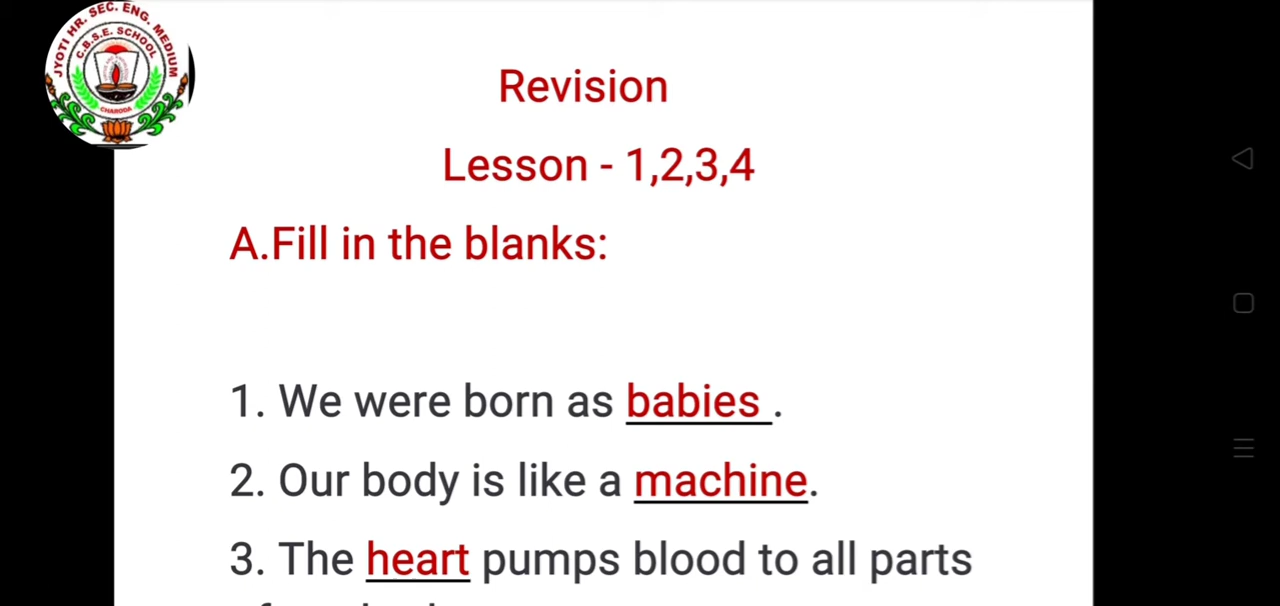 JYOTI HR. SEC. ENG. MEDIUM
C.B.S.E. SCHOOL
CHARODA
Revision
Lesson - 1,2,3,4
A.Fill in the blanks:
1. We were born as babies .
2. Our body is like a machine.
3. The heart pumps blood to all parts